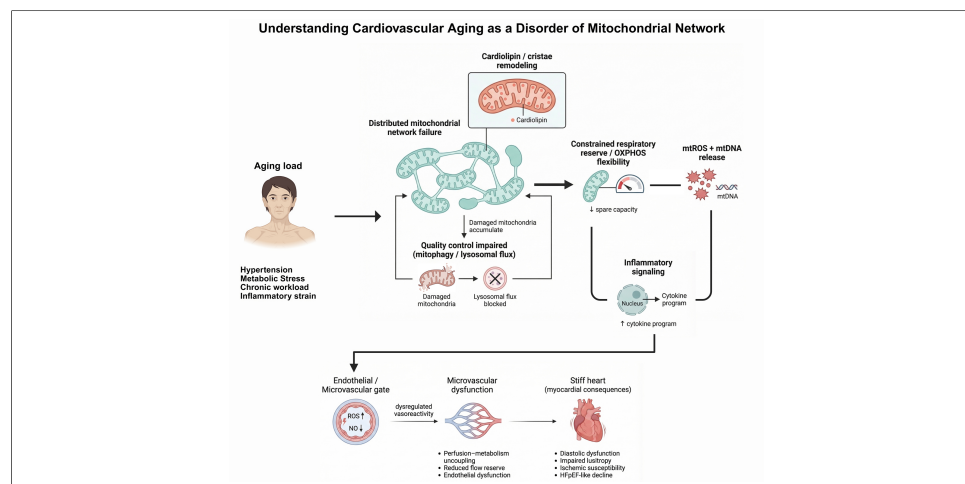 Understanding Cardiovascular Aging as a Disorder of Mitochondrial Network
Cardiolipin / cristae
remodeling
Cardiolipin
Distributed mitochondrial
network failure
Constrained respiratory
reserve / OXPHOS
flexibility
↓ spare capacity
mtROS + mtDNA
release
mtDNA
Aging load
Hypertension
Metabolic Stress
Chronic workload
Inflammatory strain
Damaged mitochondria
accumulate
Quality control impaired
(mitophagy / lysosomal flux)
Damaged
mitochondria
Lysosomal flux
blocked
Inflammatory
signaling
Nucleus
Cytokine
program
↑ cytokine program
Endothelial /
Microvascular gate
ROS ↑
NO ↓
dysregulated
vasoreactivity
Microvascular
dysfunction
• Perfusion–metabolism
uncoupling
• Reduced flow reserve
• Endothelial dysfunction
Stiff heart
(myocardial consequences)
• Diastolic dysfunction
• Impaired lusitropy
• Ischemic susceptibility
• HFpEF-like decline